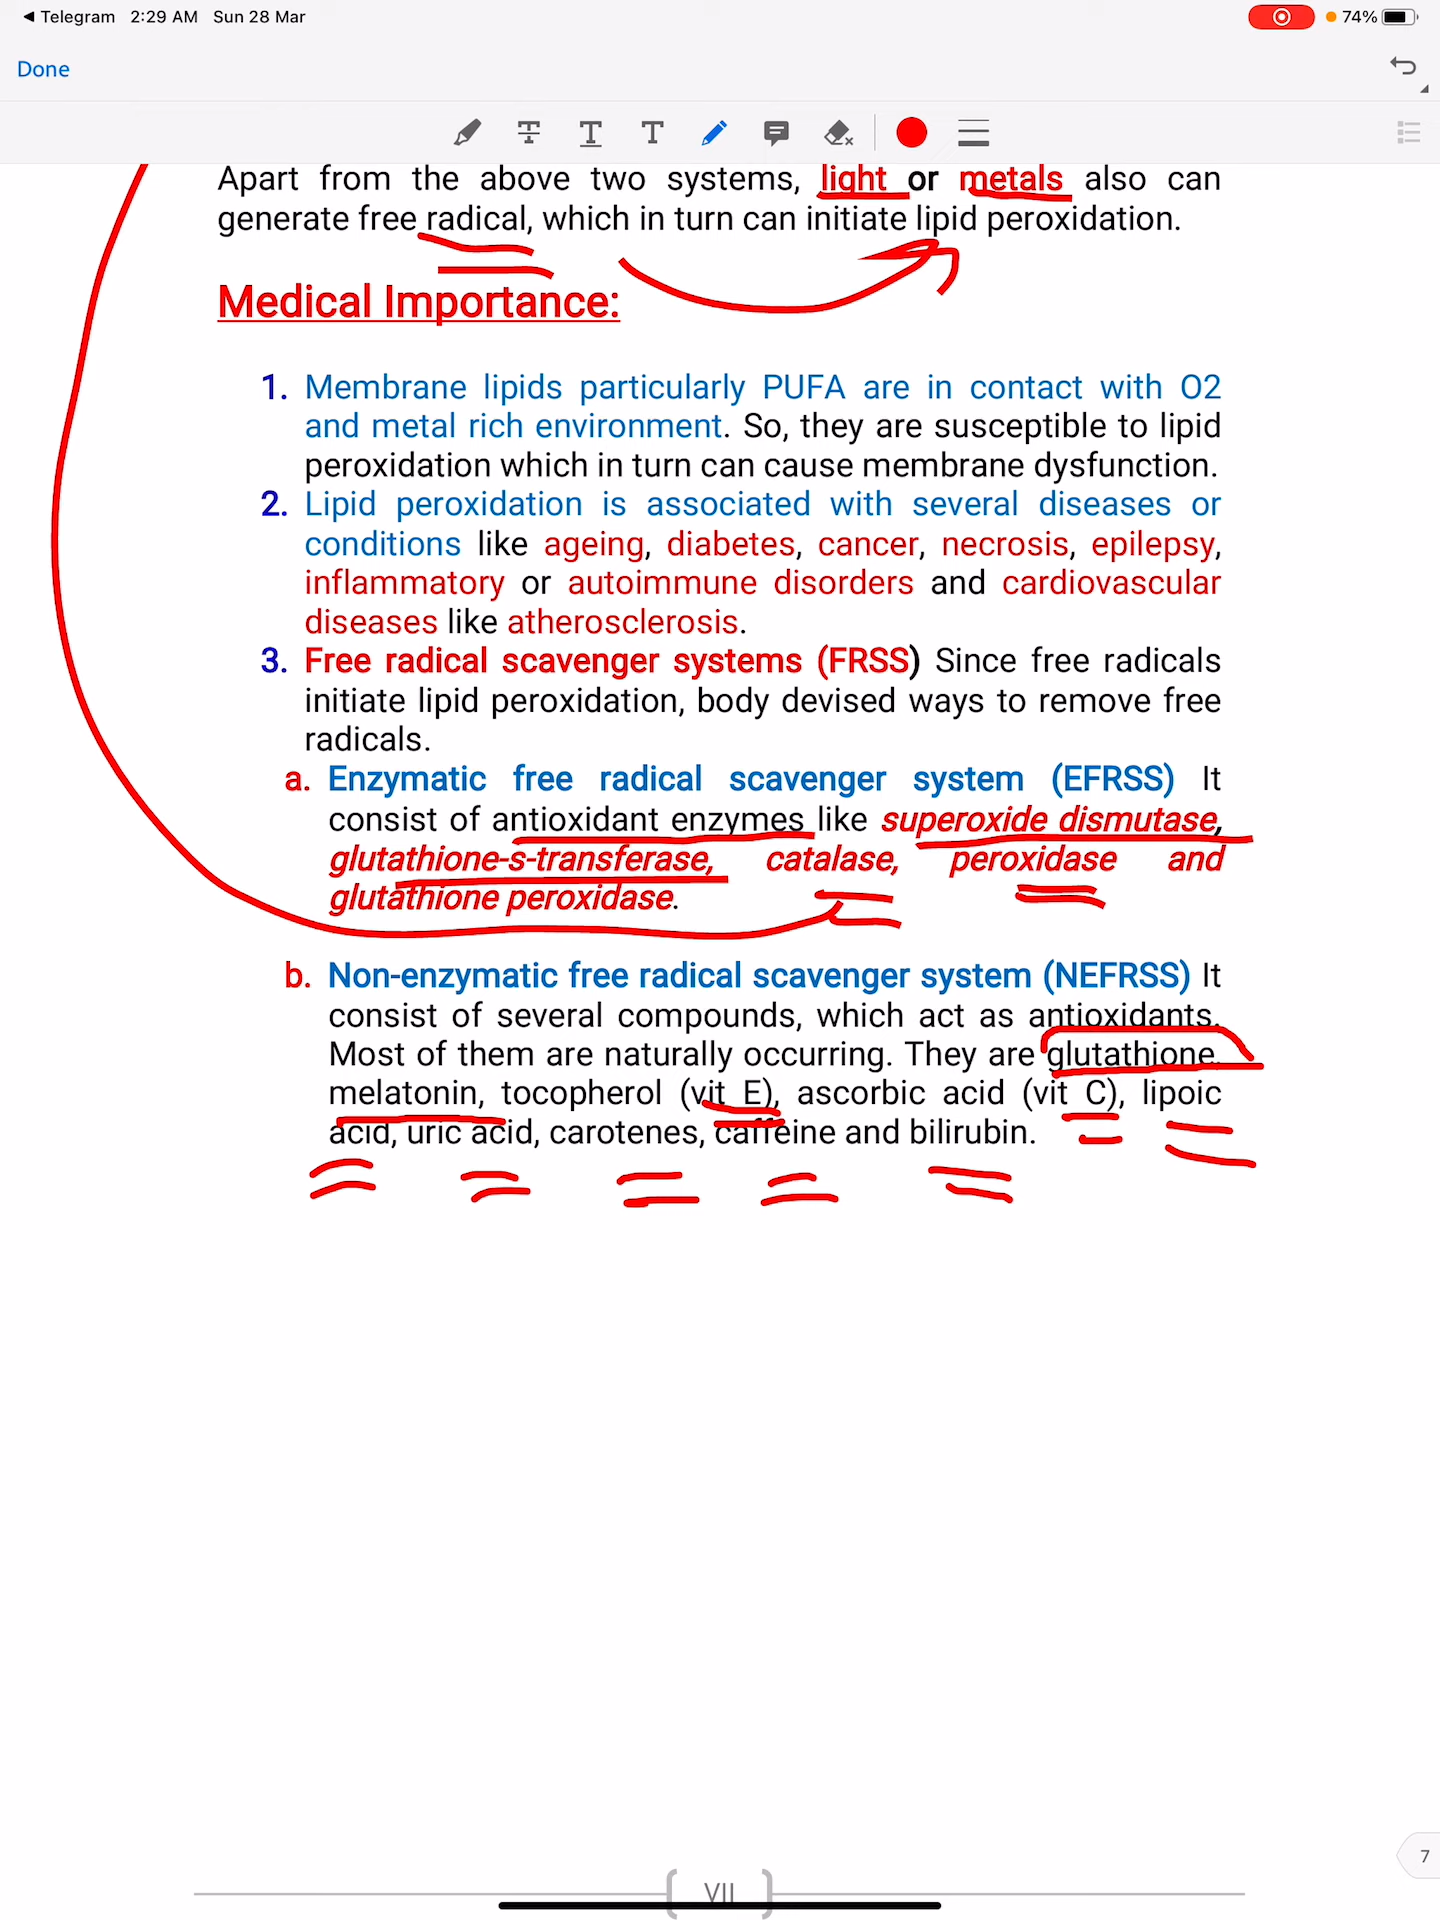 ◀ Telegram 2:29 AM Sun 28 Mar 74%
Done
Apart from the above two systems, light or metals also can
generate free radical, which in turn can initiate lipid peroxidation.
Medical Importance:
1. Membrane lipids particularly PUFA are in contact with O2
and metal rich environment. So, they are susceptible to lipid
peroxidation which in turn can cause membrane dysfunction.
2. Lipid peroxidation is associated with several diseases or
conditions like ageing, diabetes, cancer, necrosis, epilepsy,
inflammatory or autoimmune disorders and cardiovascular
diseases like atherosclerosis.
3. Free radical scavenger systems (FRSS) Since free radicals
initiate lipid peroxidation, body devised ways to remove free
radicals.
a. Enzymatic free radical scavenger system (EFRSS) It
consist of antioxidant enzymes like superoxide dismutase,
glutathione-s-transferase, catalase, peroxidase and
glutathione peroxidase.
b. Non-enzymatic free radical scavenger system (NEFRSS) It
consist of several compounds, which act as antioxidants.
Most of them are naturally occurring. They are glutathione,
melatonin, tocopherol (vit E), ascorbic acid (vit C), lipoic
acid, uric acid, carotenes, caffeine and bilirubin.
7
VII